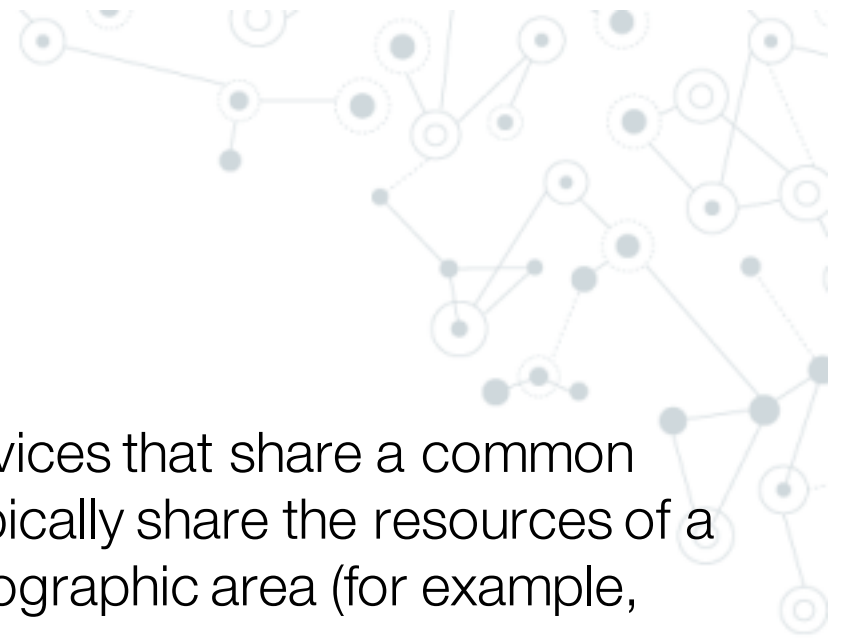 vices that share a common
pically share the resources of a
ographic area (for example,